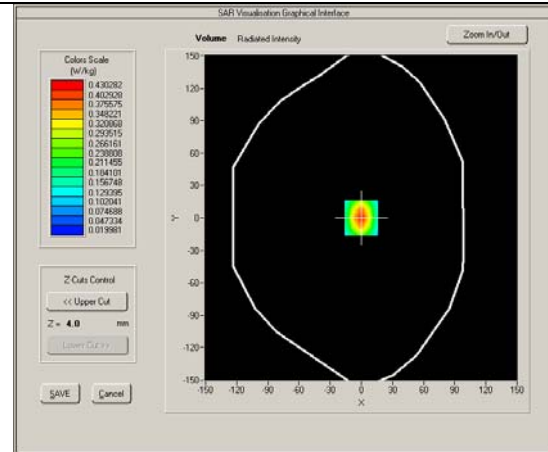 SAR Visualisation Graphical Interface
Volume Radiated Intensity
Zoom In/Out
Colors Scale
(W/kg)
0.430282
0.402928
0.375575
0.348221
0.320868
0.293515
0.266161
0.238808
0.211455
0.184101
0.156748
0.129395
0.102041
0.074688
0.047334
0.019981
Z-Cuts Control
<< Upper Cut
Z = 4.0 mm
Lower Cut >>
SAVE Cancel
150
120
90
60
30
0
-30
-60
-90
-120
-150
Y
-150 -120 -90 -60 -30 0 30 60 90 120 150
X